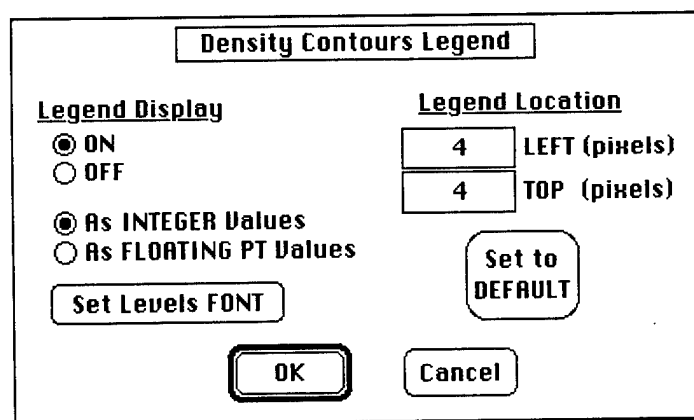 Density Contours Legend
Legend Display
ON
OFF
As INTEGER Values
As FLOATING PT Values
Set Levels FONT
Legend Location
4 LEFT (pixels)
4 TOP (pixels)
Set to
DEFAULT
OK
Cancel